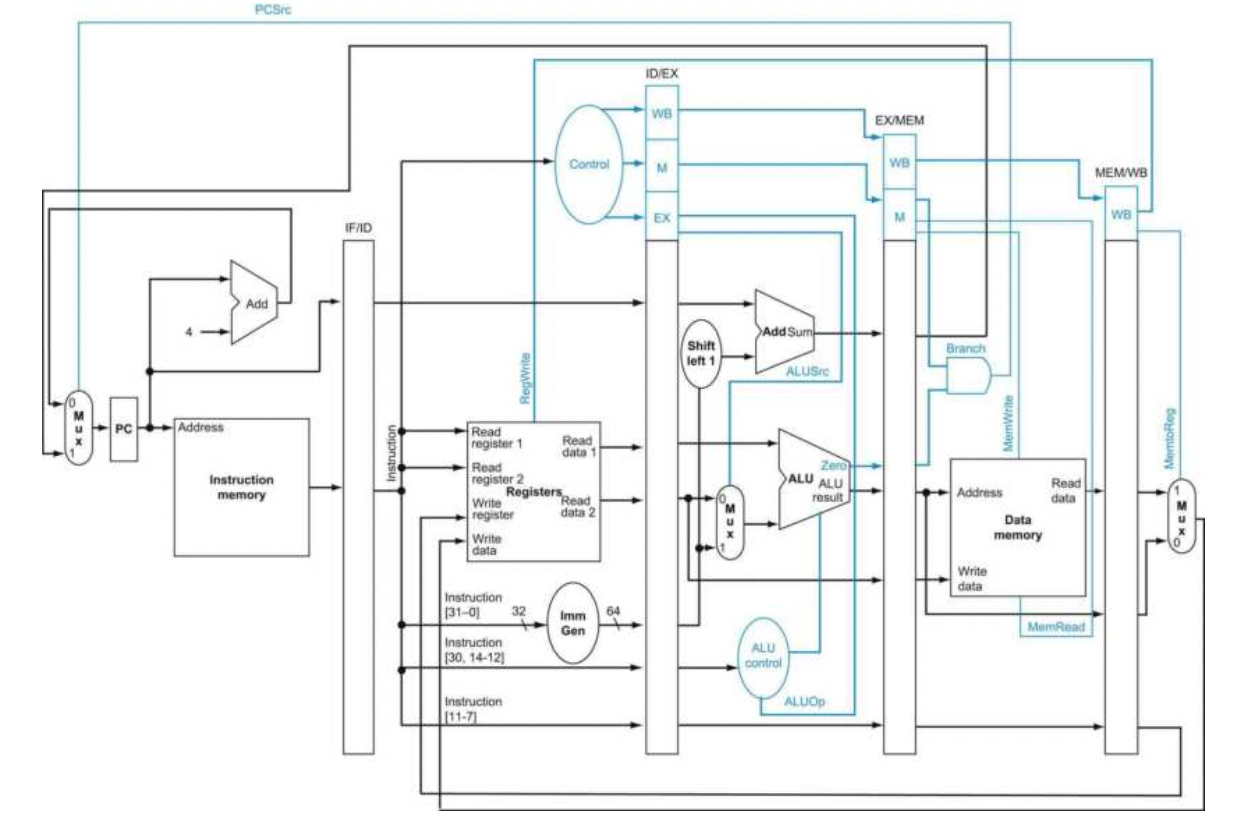 PCSrc
ID/EX
WB
EX/MEM
Control
M
WB
MEM/WB
EX
M
WB
IF/ID
Add
4
Add Sum
Shift
left 1
Branch
ALUSrc
RegWrite
0
M
u
x
1
PC
Address
Instruction
memory
Instruction
Read
register 1
Read
data 1
Read
register 2
Registers
Write
register
Read
data 2
Write
data
0
M
u
x
1
Zero
ALU
ALU
result
MemWrite
Address
Read
data
Data
memory
Write
data
MemtoReg
1
M
u
x
0
Instruction
[31–0]
32
Imm
Gen
64
MemRead
Instruction
[30, 14-12]
ALU
control
Instruction
[11-7]
ALUOp